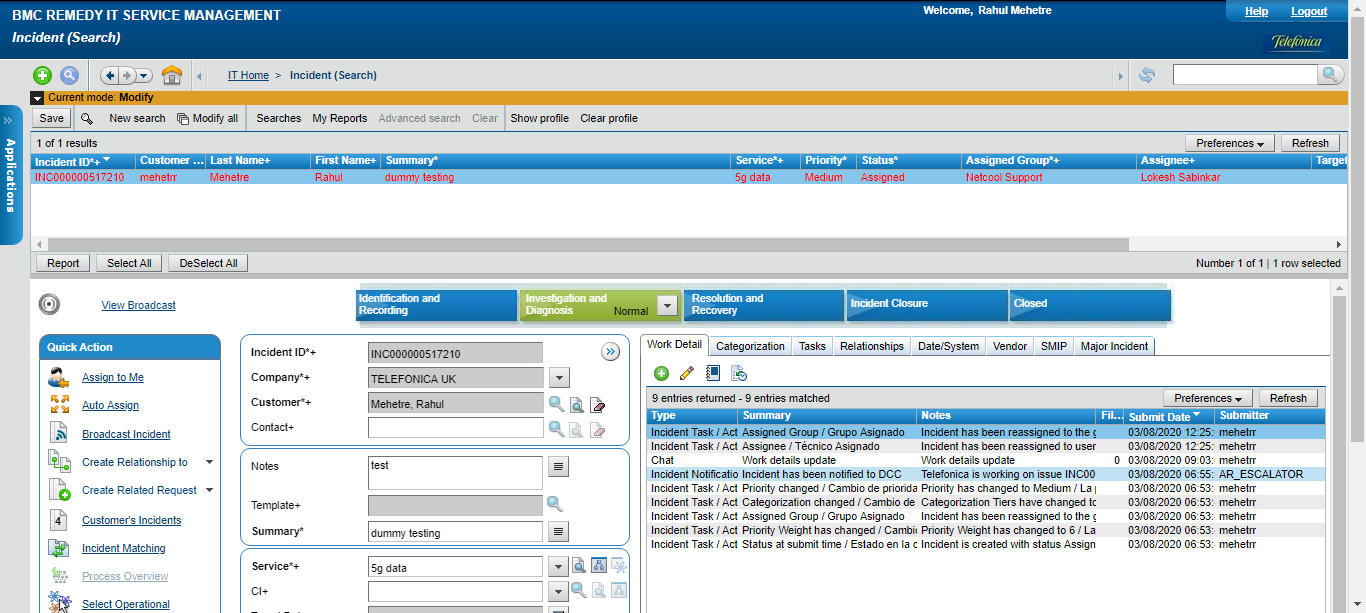 BMC REMEDY IT SERVICE MANAGEMENT
Welcome, Rahul Mehetre
Help Logout
Incident (Search)
Telefónica
IT Home > Incident (Search)
Current mode: Modify
Save New search Modify all Searches My Reports Advanced search Clear Show profile Clear profile
Applications
1 of 1 results Preferences Refresh
Incident ID*+ Customer ... Last Name+ First Name+ Summary* Service*+ Priority* Status* Assigned Group*+ Assignee+ Target
INC000000517210 mehetrr Mehetre Rahul dummy testing 5g data Medium Assigned Netcool Support Lokesh Sabinkar
Report Select All DeSelect All Number 1 of 1 | 1 row selected
View Broadcast
Identification and Recording
Investigation and Diagnosis Normal
Resolution and Recovery
Incident Closure
Closed
Quick Action
Assign to Me
Auto Assign
Broadcast Incident
Create Relationship to
Create Related Request
Customer's Incidents
Incident Matching
Process Overview
Select Operational
Incident ID*+ INC000000517210
Company*+ TELEFONICA UK
Customer*+ Mehetre, Rahul
Contact+
Notes test
Template+
Summary* dummy testing
Service*+ 5g data
CI+
Work Detail Categorization Tasks Relationships Date/System Vendor SMIP Major Incident
9 entries returned - 9 entries matched Preferences Refresh
Type Summary Notes Fil... Submit Date Submitter
Incident Task / Act Assigned Group / Grupo Asignado Incident has been reassigned to the g 03/08/2020 12:25: mehetrr
Incident Task / Act Assignee / Técnico Asignado Incident has been reassigned to user 03/08/2020 12:25: mehetrr
Chat Work details update Work details update 0 03/08/2020 09:03: mehetrr
Incident Notificatio Incident has been notified to DCC Telefonica is working on issue INC00 03/08/2020 06:55: AR_ESCALATOR
Incident Task / Act Priority changed / Cambio de priorida Priority has changed to Medium / La p 03/08/2020 06:53: mehetrr
Incident Task / Act Categorization changed / Cambio de Categorization Tiers have changed to 03/08/2020 06:53: mehetrr
Incident Task / Act Assigned Group / Grupo Asignado Incident has been reassigned to the g 03/08/2020 06:53: mehetrr
Incident Task / Act Priority Weight has changed / Cambi Priority Weight has changed to 6 / La 03/08/2020 06:53: mehetrr
Incident Task / Act Status at submit time / Estado en la c Incident is created with status Assign 03/08/2020 06:53: mehetrr